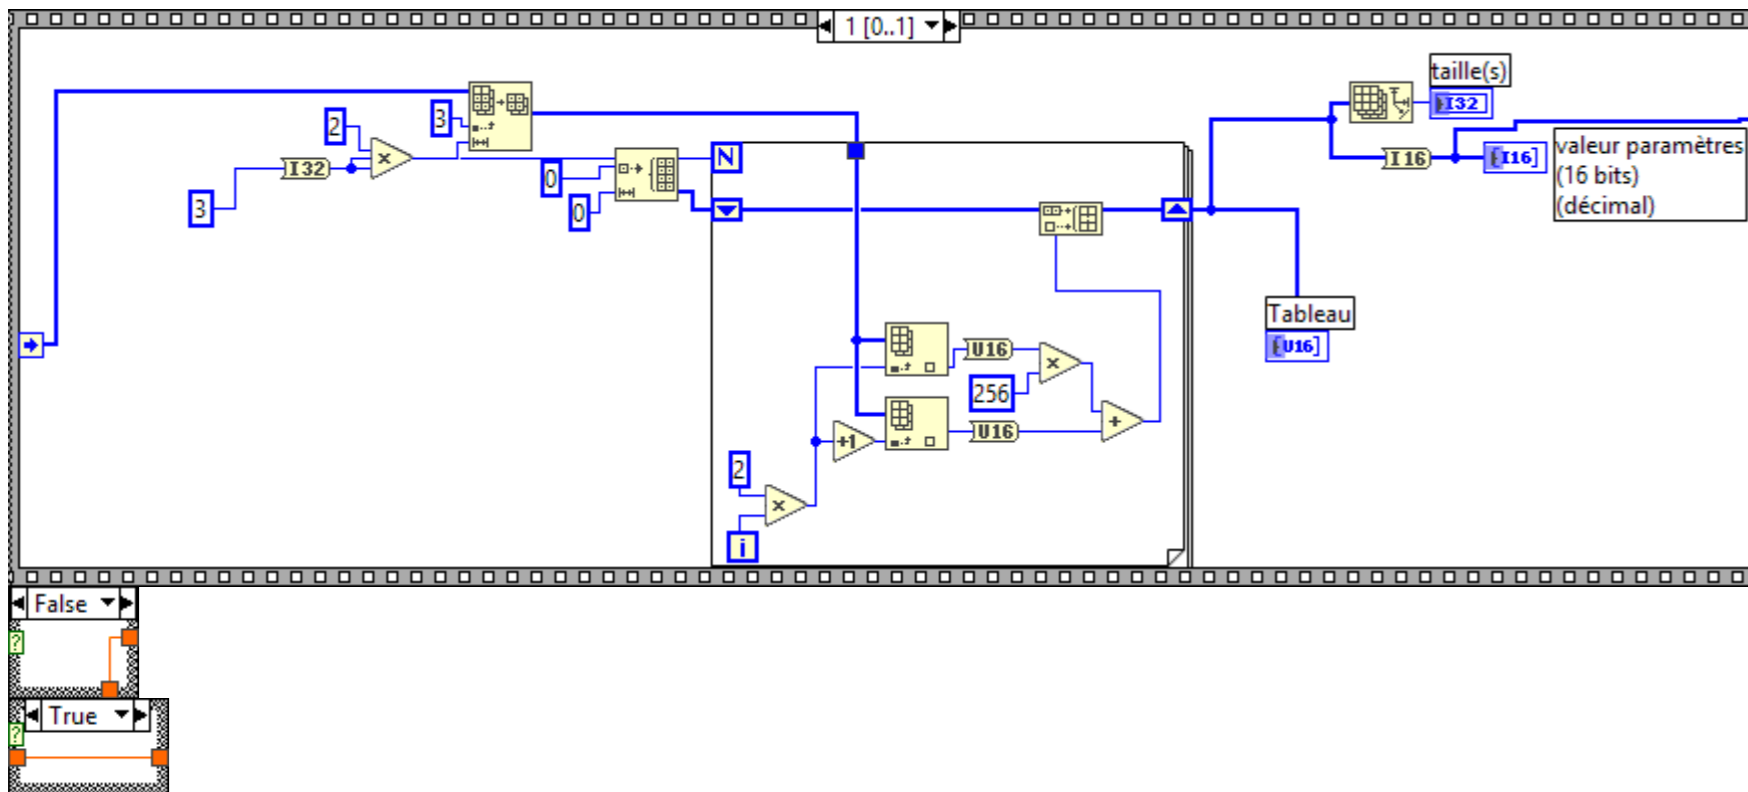 1 [0..1]
taille(s)
I32
2
3
I32
×
3
N
0
0
I16
I16]
valeur paramètres
(16 bits)
(décimal)
Tableau
U16]
U16
×
256
+1
U16
+
2
×
i
False
?
True
?